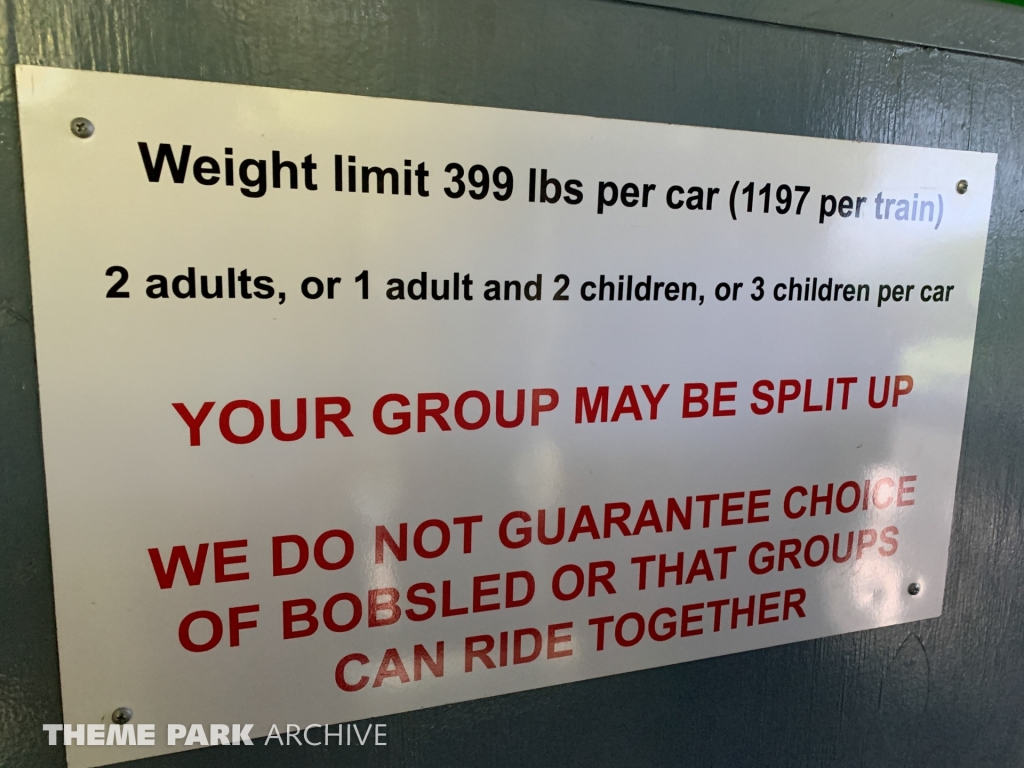 Weight limit 399 lbs per car (1197 per train)
2 adults, or 1 adult and 2 children, or 3 children per car
YOUR GROUP MAY BE SPLIT UP
WE DO NOT GUARANTEE CHOICE
OF BOBSLED OR THAT GROUPS
CAN RIDE TOGETHER
THEME PARK ARCHIVE